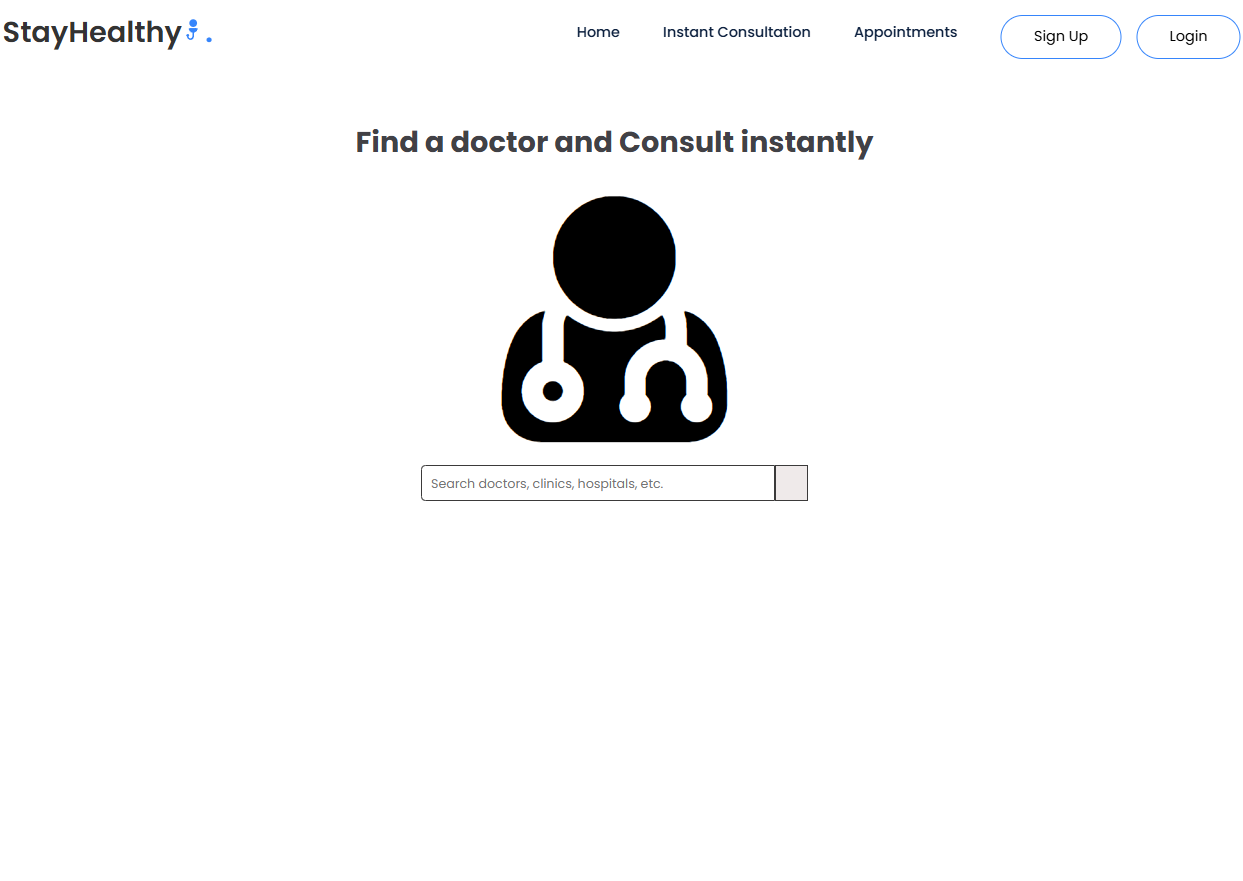 StayHealthy .
Home
Instant Consultation
Appointments
Sign Up
Login
Find a doctor and Consult instantly
Search doctors, clinics, hospitals, etc.